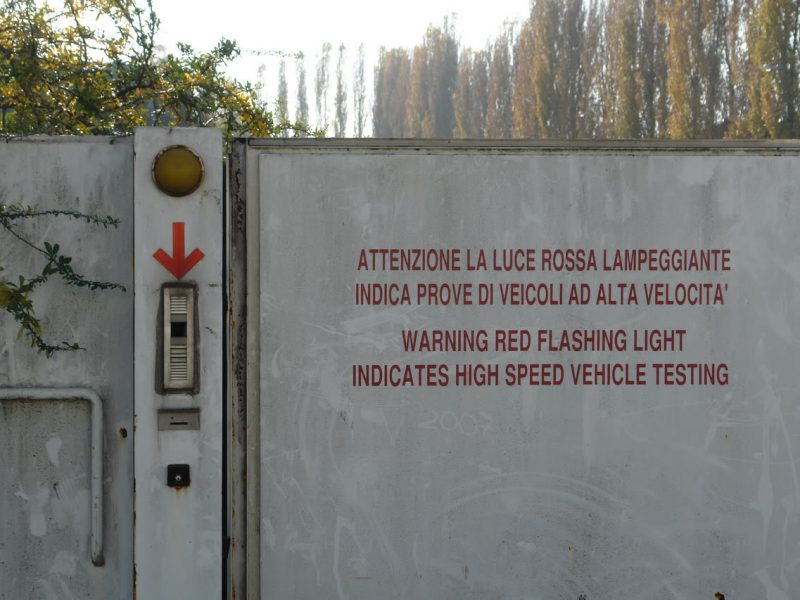 ATTENZIONE LA LUCE ROSSA LAMPEGGIANTE
INDICA PROVE DI VEICOLI AD ALTA VELOCITA'
WARNING RED FLASHING LIGHT
INDICATES HIGH SPEED VEHICLE TESTING
2007